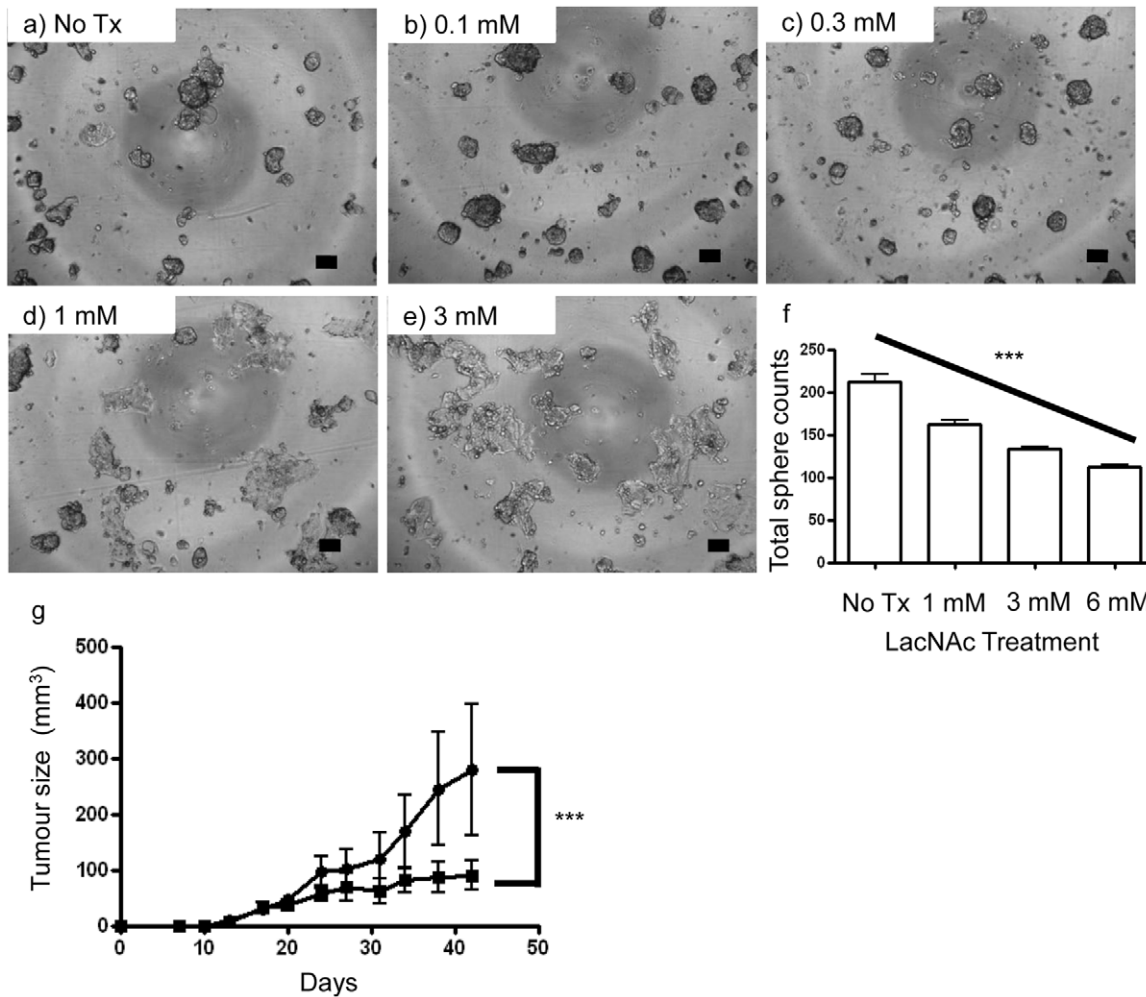 a) No Tx
b) 0.1 mM
c) 0.3 mM
d) 1 mM
e) 3 mM
f
***
250
200
150
100
50
0
Total sphere counts
No Tx 1 mM 3 mM 6 mM
LacNAc Treatment
g
500
400
300
200
100
0
Tumour size (mm³)
***
0 10 20 30 40 50
Days